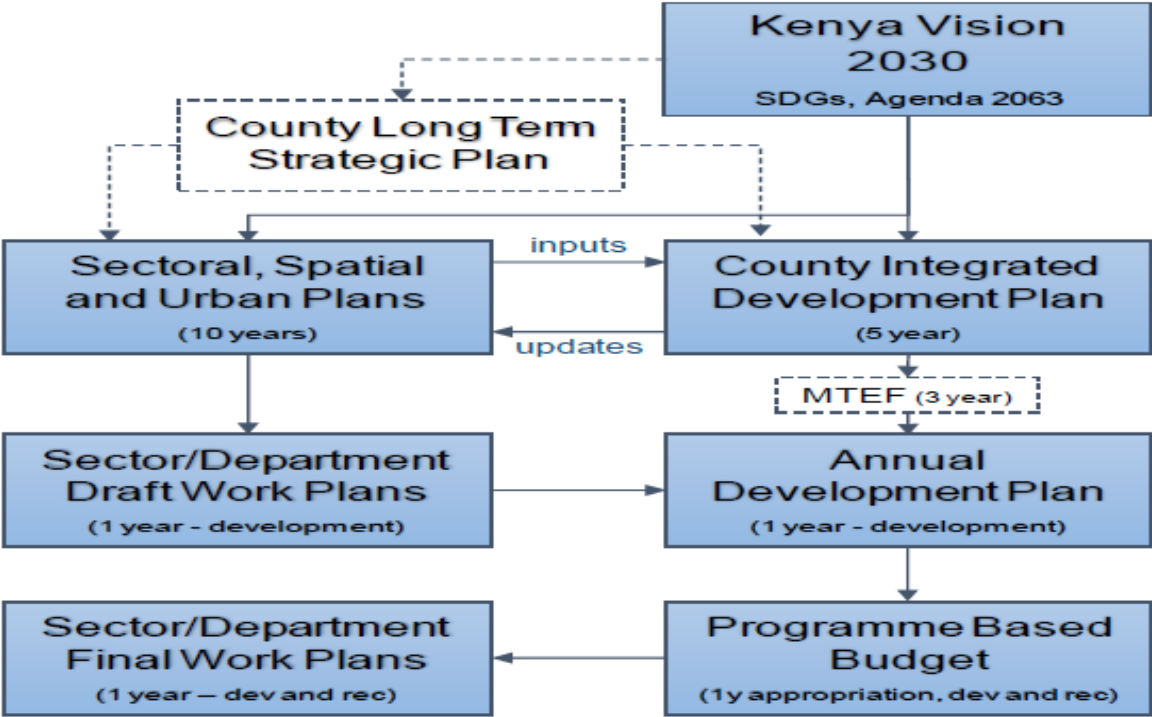 Kenya Vision
2030
SDGs, Agenda 2063
County Long Term
Strategic Plan
Sectoral, Spatial
and Urban Plans
(10 years)
inputs
updates
County Integrated
Development Plan
(5 year)
MTEF (3 year)
Sector/Department
Draft Work Plans
(1 year - development)
Annual
Development Plan
(1 year - development)
Sector/Department
Final Work Plans
(1 year – dev and rec)
Programme Based
Budget
(1y appropriation, dev and rec)